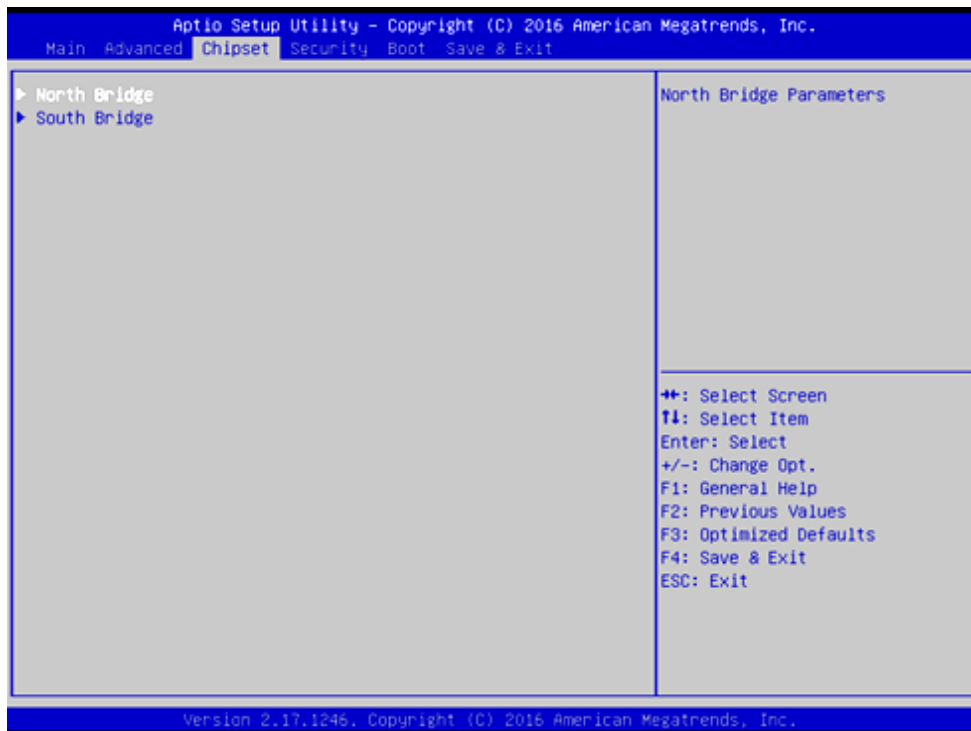 Aptio Setup Utility – Copyright (C) 2016 American Megatrends, Inc.
Main Advanced Chipset Security Boot Save & Exit
► North Bridge
► South Bridge
North Bridge Parameters
→←: Select Screen
↑↓: Select Item
Enter: Select
+/-: Change Opt.
F1: General Help
F2: Previous Values
F3: Optimized Defaults
F4: Save & Exit
ESC: Exit
Version 2.17.1246. Copyright (C) 2016 American Megatrends, Inc.